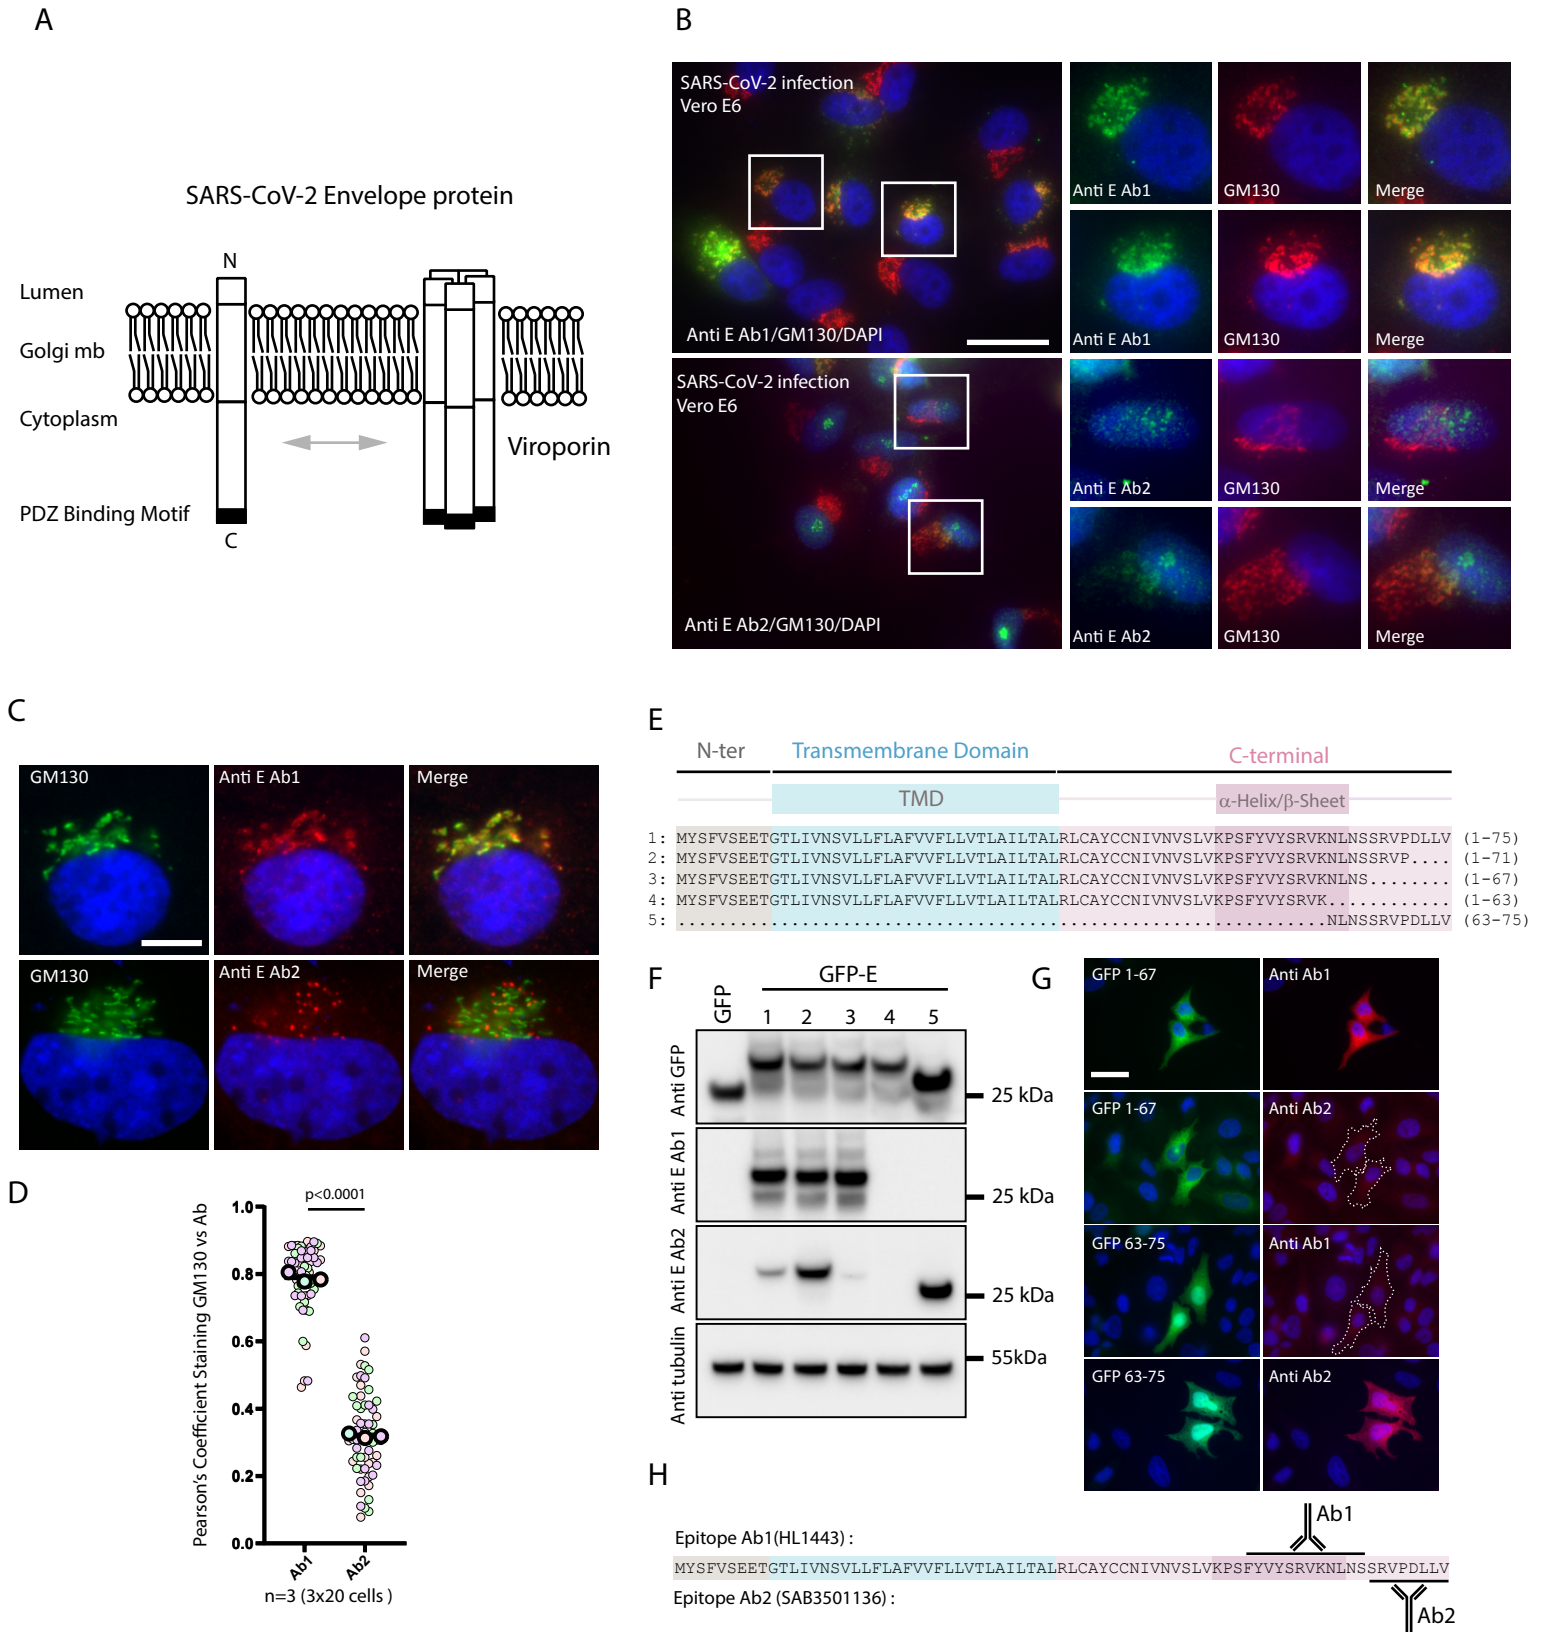 A
SARS-CoV-2 Envelope protein
N
Lumen
Golgi mb
Cytoplasm
Viroporin
PDZ Binding Motif
C
B
SARS-CoV-2 infection
Vero E6
Anti E Ab1/GM130/DAPI
Anti E Ab1
GM130
Merge
Anti E Ab1
GM130
Merge
SARS-CoV-2 infection
Vero E6
Anti E Ab2/GM130/DAPI
Anti E Ab2
GM130
Merge
Anti E Ab2
GM130
Merge
C
GM130
Anti E Ab1
Merge
GM130
Anti E Ab2
Merge
D
Pearson's Coefficient Staining GM130 vs Ab
p<0.0001
1.0
0.8
0.6
0.4
0.2
0.0
Ab1
Ab2
n=3 (3x20 cells )
E
N-ter
Transmembrane Domain
C-terminal
TMD
α-Helix/β-Sheet
1: MYSFVSEETGTLIVNSVLLFLAFVVFLLVTLAILTALRLCAYCCNIVNVSLVKPSFYVYSRVKNLNSSRVPDLLV (1-75)
2: MYSFVSEETGTLIVNSVLLFLAFVVFLLVTLAILTALRLCAYCCNIVNVSLVKPSFYVYSRVKNLNSSRVP.... (1-71)
3: MYSFVSEETGTLIVNSVLLFLAFVVFLLVTLAILTALRLCAYCCNIVNVSLVKPSFYVYSRVKNLNS........ (1-67)
4: MYSFVSEETGTLIVNSVLLFLAFVVFLLVTLAILTALRLCAYCCNIVNVSLVKPSFYVYSRVK............ (1-63)
5: ...............................................................NLNSSRVPDLLV (63-75)
F
GFP-E
GFP
1 2 3 4 5
Anti GFP
25 kDa
Anti E Ab1
25 kDa
Anti E Ab2
25 kDa
Anti tubulin
55kDa
G
GFP 1-67
Anti Ab1
GFP 1-67
Anti Ab2
GFP 63-75
Anti Ab1
GFP 63-75
Anti Ab2
H
Epitope Ab1(HL1443) :
Ab1
MYSFVSEETGTLIVNSVLLFLAFVVFLLVTLAILTALRLCAYCCNIVNVSLVKPSFYVYSRVKNLNSSRVPDLLV
Epitope Ab2 (SAB3501136) :
Ab2